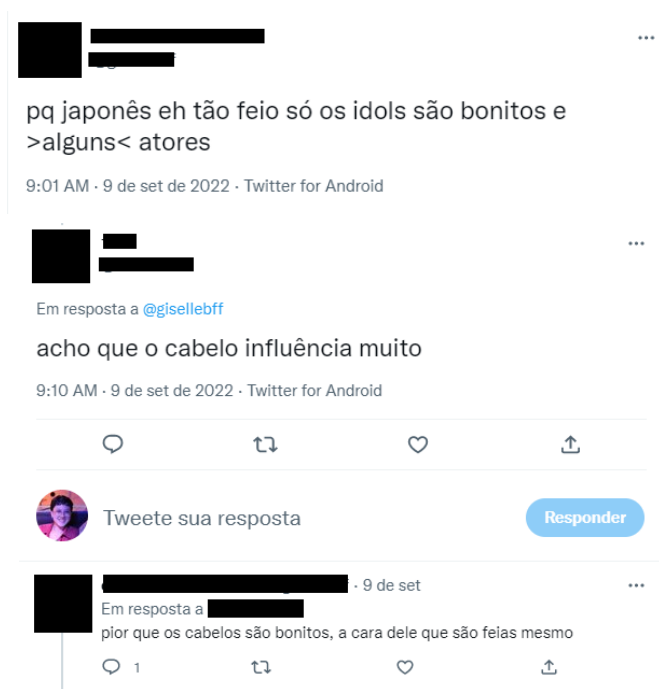 pq japonês eh tão feio só os idols são bonitos e
>alguns< atores
9:01 AM · 9 de set de 2022 · Twitter for Android
Em resposta a @gisellebff
acho que o cabelo influência muito
9:10 AM · 9 de set de 2022 · Twitter for Android
Tweete sua resposta
Responder
· 9 de set
Em resposta a
pior que os cabelos são bonitos, a cara dele que são feias mesmo
1